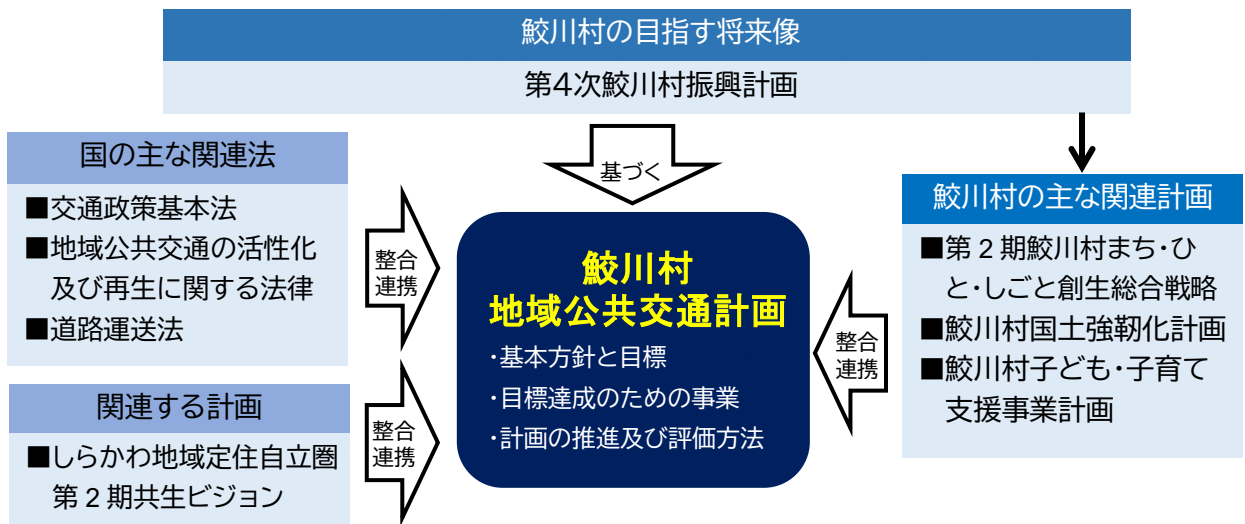 鮫川村の目指す将来像
第4次鮫川村振興計画
基づく
国の主な関連法
■交通政策基本法
■地域公共交通の活性化
及び再生に関する法律
■道路運送法
整合
連携
関連する計画
■しらかわ地域定住自立圏
第2期共生ビジョン
整合
連携
鮫川村
地域公共交通計画
・基本方針と目標
・目標達成のための事業
・計画の推進及び評価方法
整合
連携
鮫川村の主な関連計画
■第2期鮫川村まち・ひ
と・しごと創生総合戦略
■鮫川村国土強靭化計画
■鮫川村子ども・子育て
支援事業計画